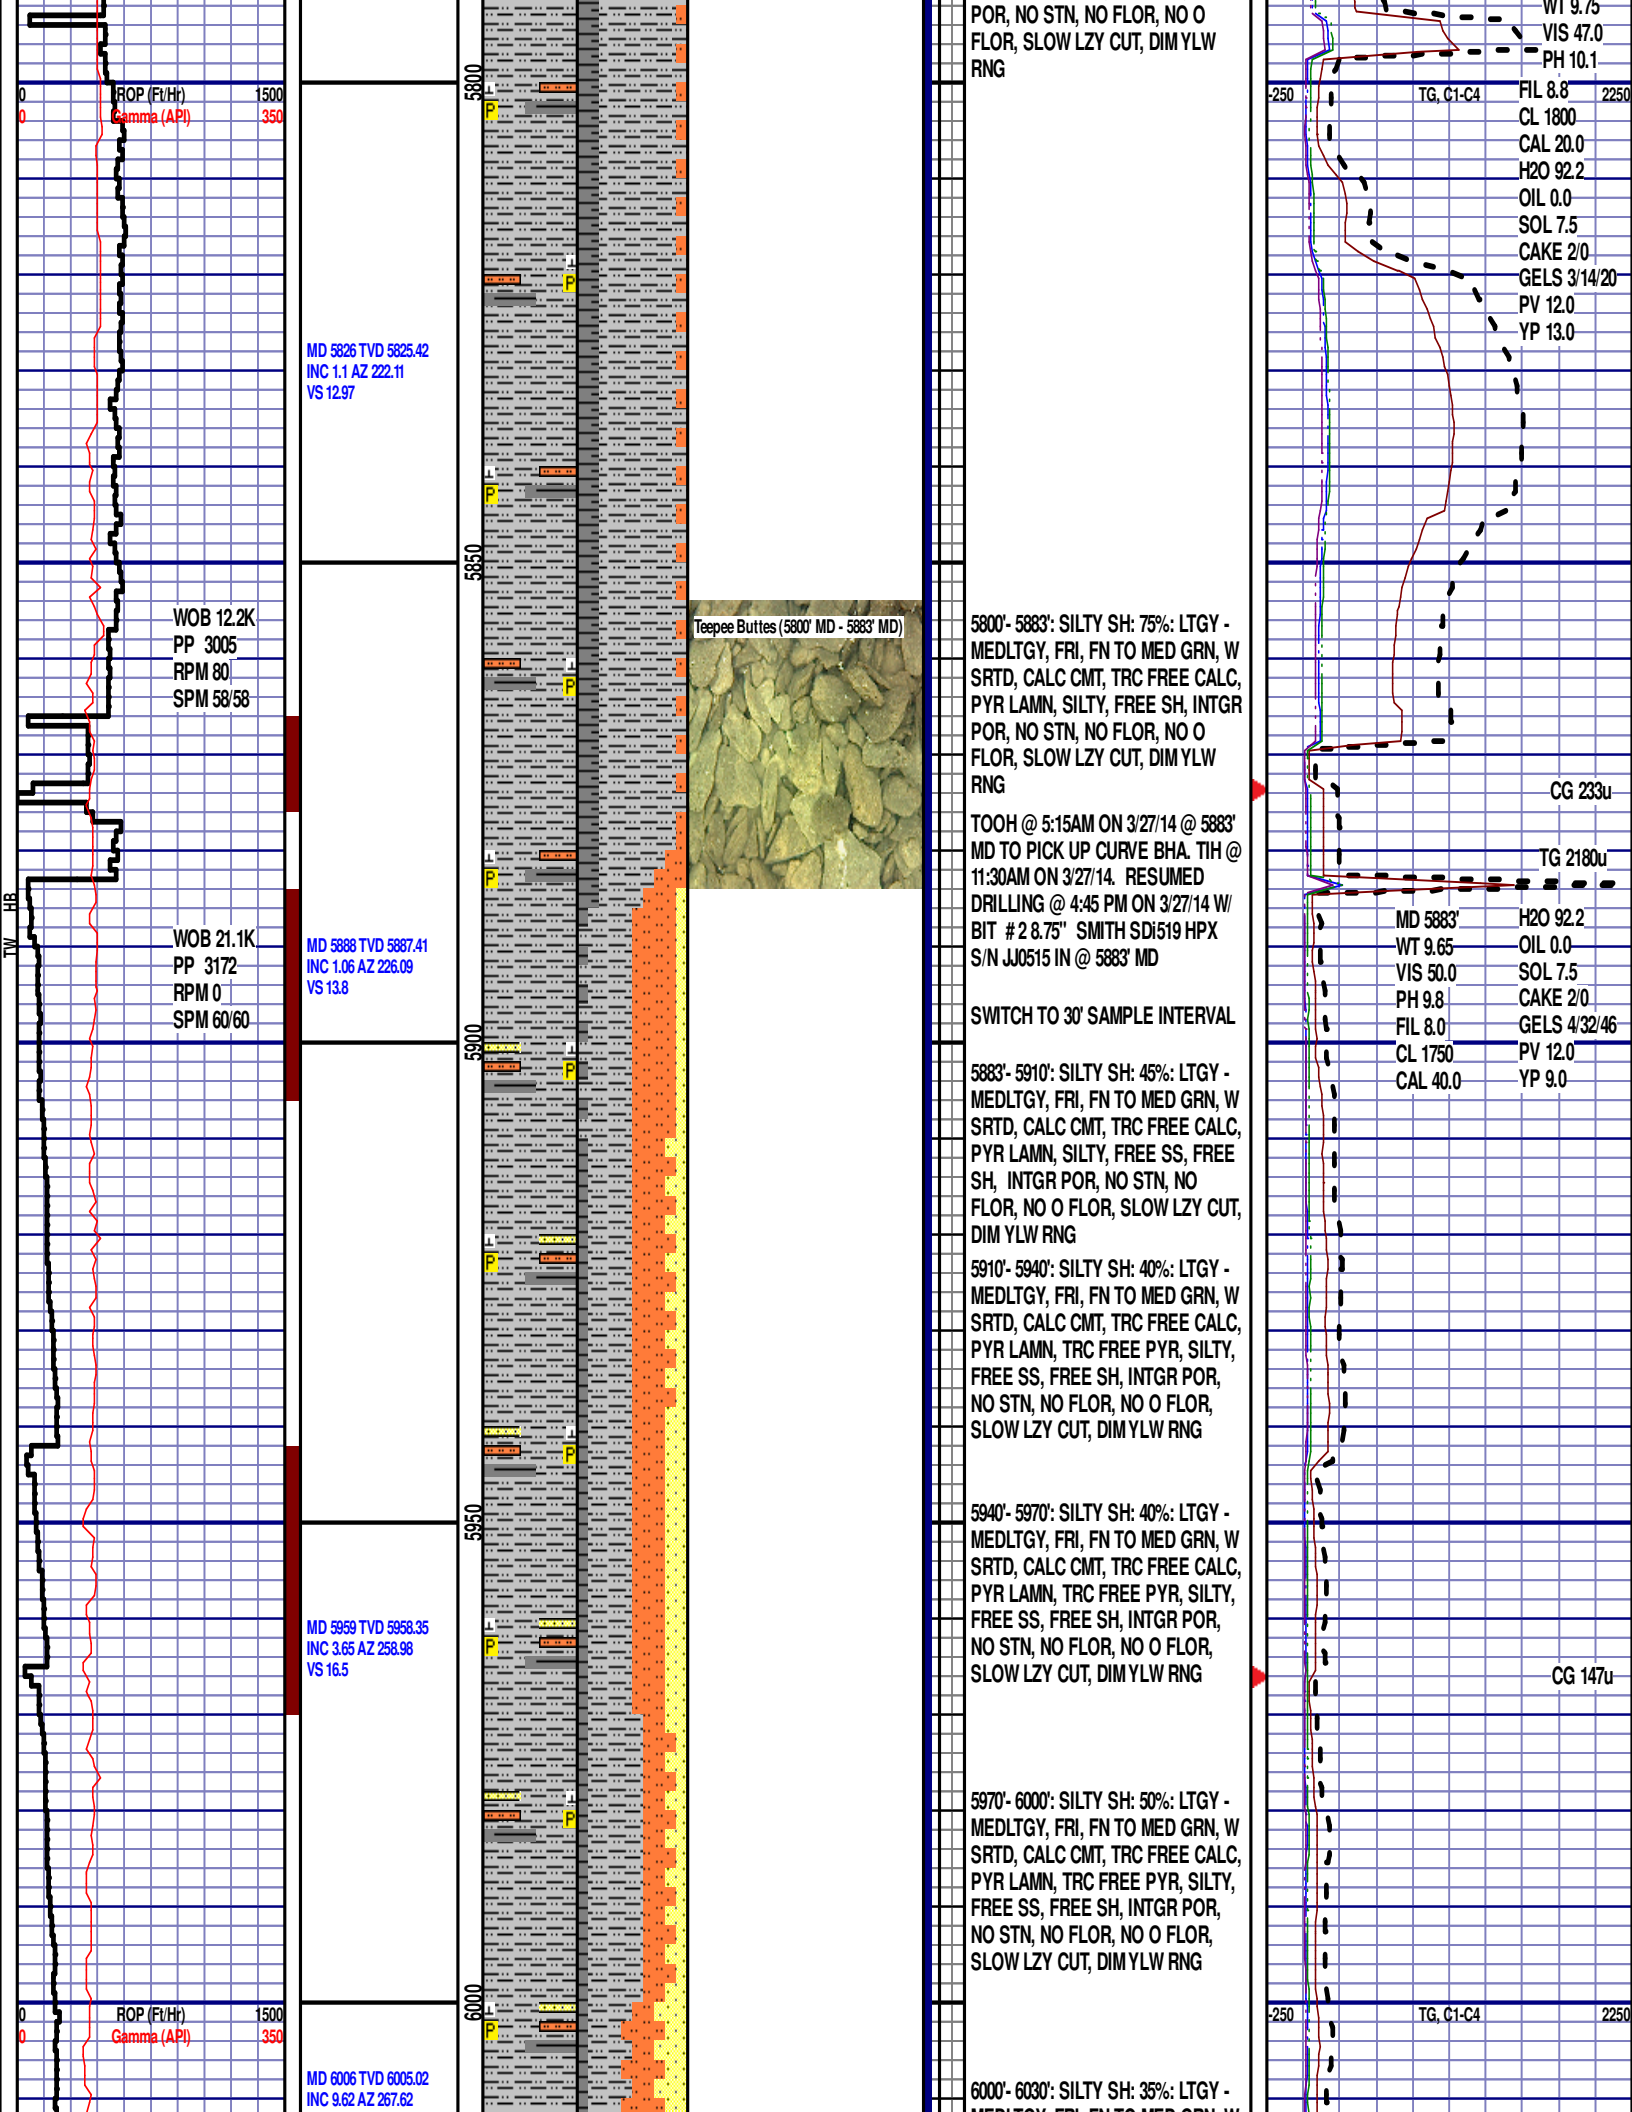 0 ROP (Ft/Hr) 1500
0 Gamma (API) 350
WOB 12.2K
PP 3005
RPM 80
SPM 58/58
HB
TW
WOB 21.1K
PP 3172
RPM 0
SPM 60/60
0 ROP (Ft/Hr) 1500
0 Gamma (API) 350
MD 5826 TVD 5825.42
INC 1.1 AZ 222.11
VS 12.97
MD 5888 TVD 5887.41
INC 1.06 AZ 226.09
VS 13.8
MD 5959 TVD 5958.35
INC 3.65 AZ 258.98
VS 16.5
MD 6006 TVD 6005.02
INC 9.62 AZ 267.62
5800
5850
5900
5950
6000
P
P
P
P
P
P
P
P
P
P
P
Teepee Buttes (5800' MD - 5883' MD)
POR, NO STN, NO FLOR, NO O
FLOR, SLOW LZY CUT, DIM YLW
RNG
5800'- 5883': SILTY SH: 75%: LTGY -
MEDLTGY, FRI, FN TO MED GRN, W
SRTD, CALC CMT, TRC FREE CALC,
PYR LAMN, SILTY, FREE SH, INTGR
POR, NO STN, NO FLOR, NO O
FLOR, SLOW LZY CUT, DIM YLW
RNG
TOOH @ 5:15AM ON 3/27/14 @ 5883'
MD TO PICK UP CURVE BHA. TIH @
11:30AM ON 3/27/14. RESUMED
DRILLING @ 4:45 PM ON 3/27/14 W/
BIT # 2 8.75" SMITH SDi519 HPX
S/N JJ0515 IN @ 5883' MD
SWITCH TO 30' SAMPLE INTERVAL
5883'- 5910': SILTY SH: 45%: LTGY -
MEDLTGY, FRI, FN TO MED GRN, W
SRTD, CALC CMT, TRC FREE CALC,
PYR LAMN, SILTY, FREE SS, FREE
SH, INTGR POR, NO STN, NO
FLOR, NO O FLOR, SLOW LZY CUT,
DIM YLW RNG
5910'- 5940': SILTY SH: 40%: LTGY -
MEDLTGY, FRI, FN TO MED GRN, W
SRTD, CALC CMT, TRC FREE CALC,
PYR LAMN, TRC FREE PYR, SILTY,
FREE SS, FREE SH, INTGR POR,
NO STN, NO FLOR, NO O FLOR,
SLOW LZY CUT, DIM YLW RNG
5940'- 5970': SILTY SH: 40%: LTGY -
MEDLTGY, FRI, FN TO MED GRN, W
SRTD, CALC CMT, TRC FREE CALC,
PYR LAMN, TRC FREE PYR, SILTY,
FREE SS, FREE SH, INTGR POR,
NO STN, NO FLOR, NO O FLOR,
SLOW LZY CUT, DIM YLW RNG
5970'- 6000': SILTY SH: 50%: LTGY -
MEDLTGY, FRI, FN TO MED GRN, W
SRTD, CALC CMT, TRC FREE CALC,
PYR LAMN, TRC FREE PYR, SILTY,
FREE SS, FREE SH, INTGR POR,
NO STN, NO FLOR, NO O FLOR,
SLOW LZY CUT, DIM YLW RNG
6000'- 6030': SILTY SH: 35%: LTGY -
MEDLTGY, FRI, FN TO MED GRN, W
WT 9.75
VIS 47.0
PH 10.1
-250 TG, C1-C4 2250
FIL 8.8
CL 1800
CAL 20.0
H2O 92.2
OIL 0.0
SOL 7.5
CAKE 2/0
GELS 3/14/20
PV 12.0
YP 13.0
CG 233u
TG 2180u
MD 5883'
WT 9.65
VIS 50.0
PH 9.8
FIL 8.0
CL 1750
CAL 40.0
H2O 92.2
OIL 0.0
SOL 7.5
CAKE 2/0
GELS 4/32/46
PV 12.0
YP 9.0
CG 147u
-250 TG, C1-C4 2250